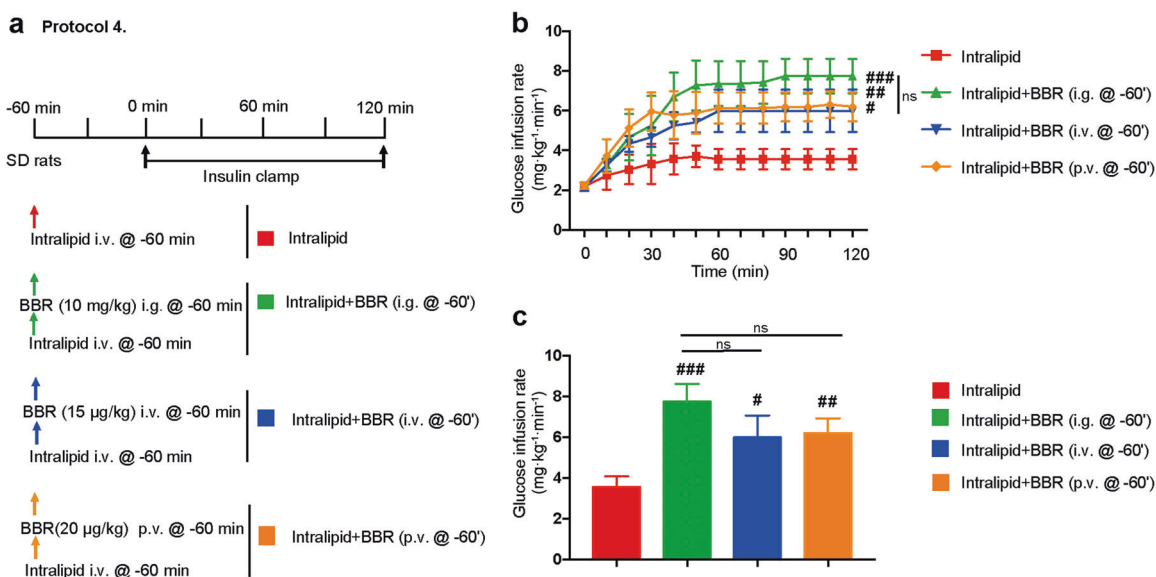 a Protocol 4.
-60 min 0 min 60 min 120 min
SD rats
Insulin clamp
Intralipid i.v. @ -60 min
Intralipid
BBR (10 mg/kg) i.g. @ -60 min
Intralipid i.v. @ -60 min
Intralipid+BBR (i.g. @ -60')
BBR (15 µg/kg) i.v. @ -60 min
Intralipid i.v. @ -60 min
Intralipid+BBR (i.v. @ -60')
BBR(20 µg/kg) p.v. @ -60 min
Intralipid i.v. @ -60 min
Intralipid+BBR (p.v. @ -60')
b
Glucose infusion rate
(mg·kg⁻¹·min⁻¹)
10
8
6
4
2
0
0 30 60 90 120
Time (min)
###
##
#
ns
Intralipid
Intralipid+BBR (i.g. @ -60')
Intralipid+BBR (i.v. @ -60')
Intralipid+BBR (p.v. @ -60')
c
Glucose infusion rate
(mg·kg⁻¹·min⁻¹)
10
8
6
4
2
0
ns
ns
###
#
##
Intralipid
Intralipid+BBR (i.g. @ -60')
Intralipid+BBR (i.v. @ -60')
Intralipid+BBR (p.v. @ -60')